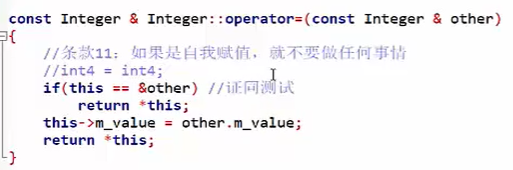 const Integer & Integer::operator=(const Integer & other)
{
//条款11：如果是自我赋值，就不要做任何事情
//int4 = int4;
if(this == &other) //证同测试
return *this;
this->m_value = other.m_value;
return *this;
}